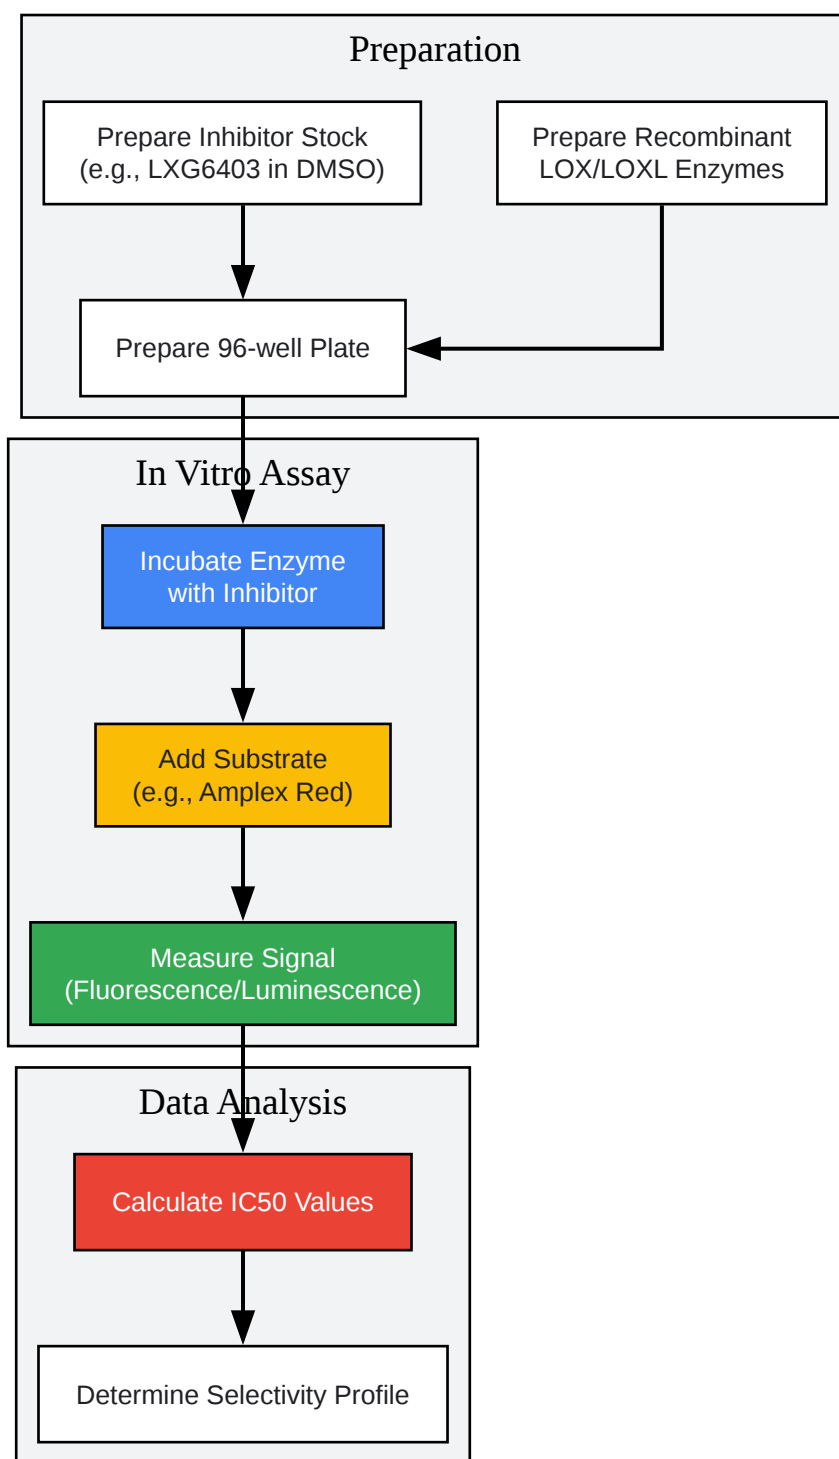 Preparation
Prepare Inhibitor Stock
(e.g., LXG6403 in DMSO)
Prepare Recombinant
LOX/LOXL Enzymes
Prepare 96-well Plate
In Vitro Assay
Incubate Enzyme
with Inhibitor
Add Substrate
(e.g., Amplex Red)
Measure Signal
(Fluorescence/Luminescence)
Data Analysis
Calculate IC50 Values
Determine Selectivity Profile